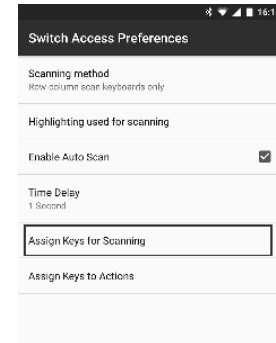 16:1
Switch Access Preferences
Scanning method
Row column scan keyboards only
Highlighting used for scanning
Enable Auto Scan
Time Delay
1 Second
Assign Keys for Scanning
Assign Keys to Actions